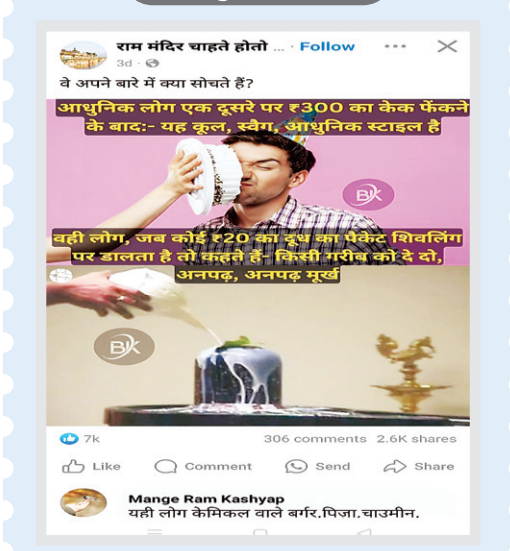 राम मंदिर चाहते होतो ... · Follow
3d ·
वे अपने बारे में क्या सोचते हैं?
आधुनिक लोग एक दूसरे पर ₹300 का केक फेंकने
के बाद:- यह कूल, स्वैग, आधुनिक स्टाइल है
BK
वही लोग, जब कोई ₹20 का दूध का पैकेट शिवलिंग
पर डालता है तो कहते हैं- किसी गरीब को दे दो,
अनपढ़, अनपढ़ मूर्ख
BK
7k 306 comments 2.6K shares
Like Comment Send Share
Mange Ram Kashyap
यही लोग केमिकल वाले बर्गर.पिज़ा.चाउमीन.